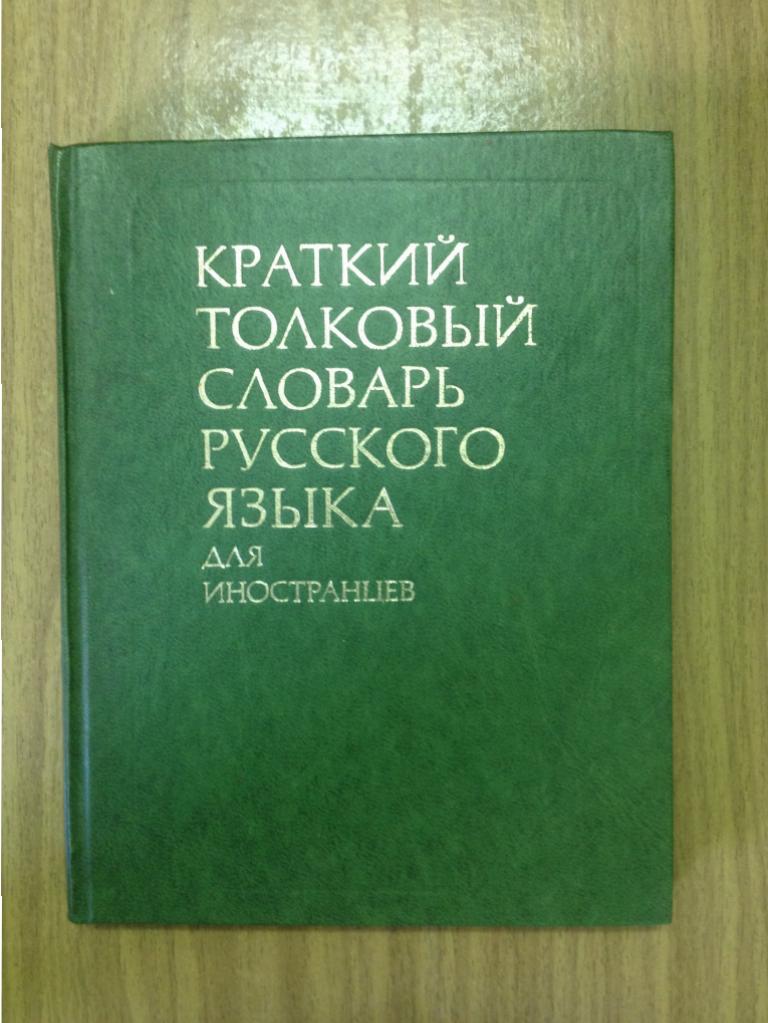 КРАТКИЙ
ТОЛКОВЫЙ
СЛОВАРЬ
РУССКОГО
ЯЗЫКА
ДЛЯ
ИНОСТРАНЦЕВ